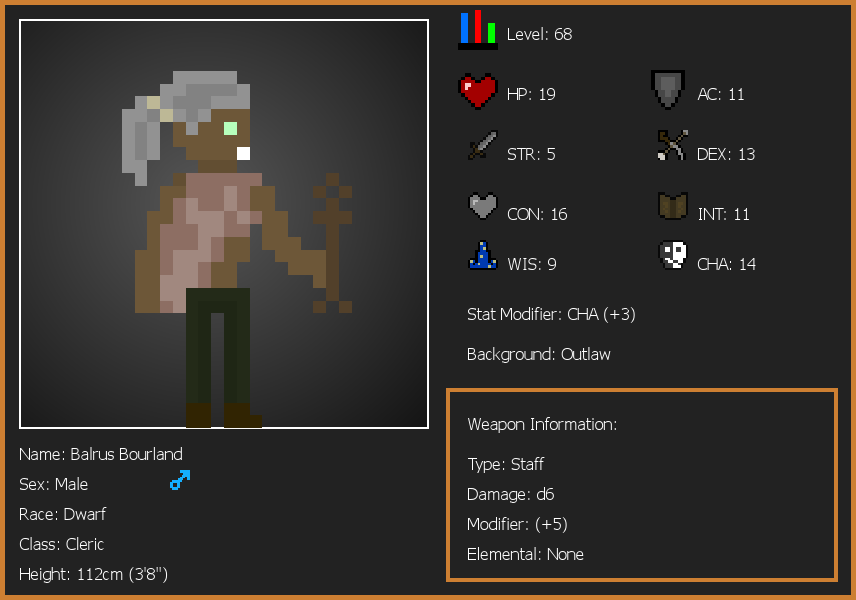 Level: 68
HP: 19
AC: 11
STR: 5
DEX: 13
CON: 16
INT: 11
WIS: 9
CHA: 14
Stat Modifier: CHA (+3)
Background: Outlaw
Weapon Information:
Type: Staff
Damage: d6
Modifier: (+5)
Elemental: None
Name: Balrus Bourland
Sex: Male
Race: Dwarf
Class: Cleric
Height: 112cm (3'8")